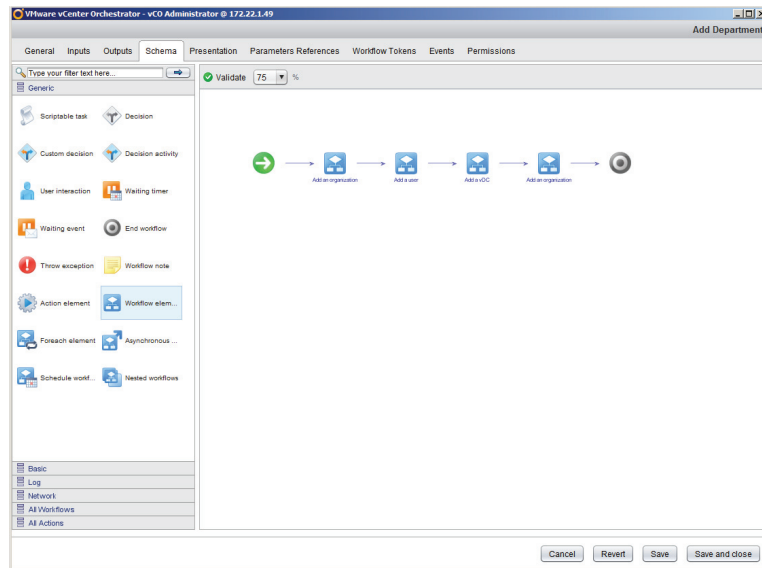 VMware vCenter Orchestrator - vCO Administrator @ 172.22.1.49
Add Department
General Inputs Outputs Schema Presentation Parameters References Workflow Tokens Events Permissions
Type your filter text here...
Validate 75 %
Generic
Scriptable task Decision
Custom decision Decision activity
User interaction Waiting timer
Waiting event End workflow
Throw exception Workflow note
Action element Workflow elem...
Foreach element Asynchronous ...
Schedule workf... Nested workflows
Add an organization Add a user Add a vDC Add an organization
Basic
Log
Network
All Workflows
All Actions
Cancel Revert Save Save and close